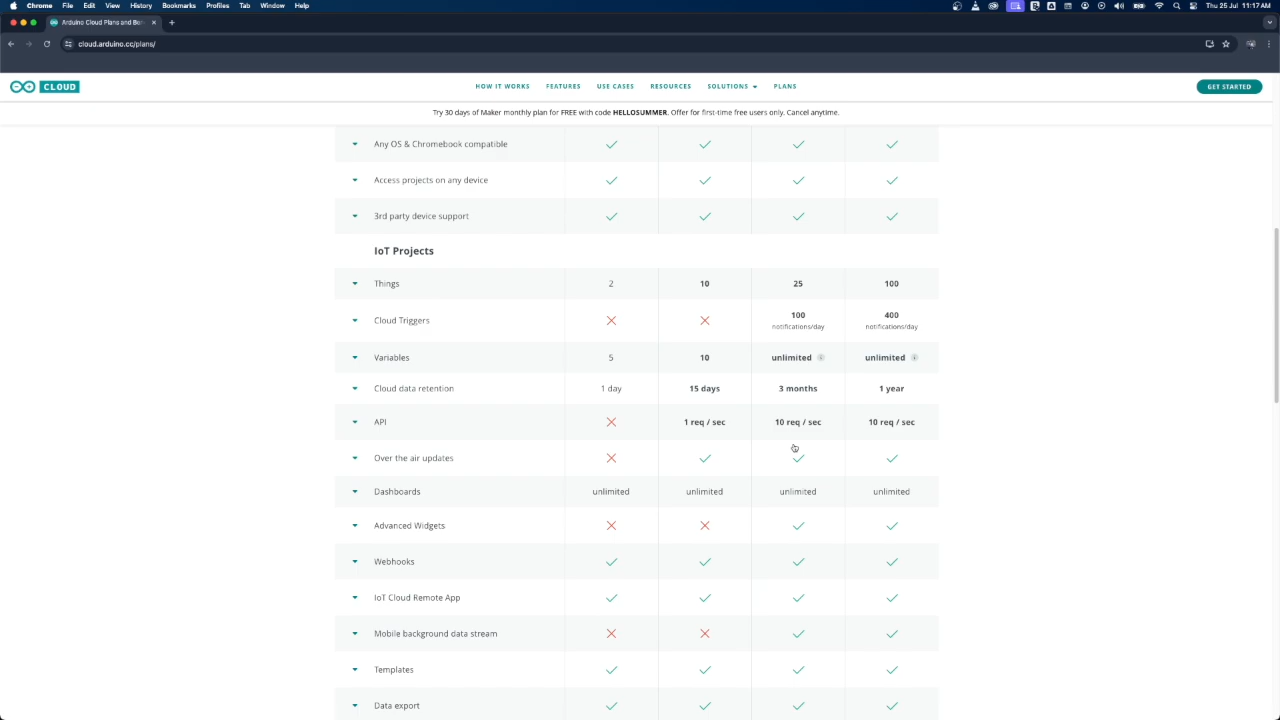 Chrome File Edit View History Bookmarks Profiles Tab Window Help Thu 25 Jul 11:17 AM
Arduino Cloud Plans and Ben
cloud.arduino.cc/plans/
CLOUD HOW IT WORKS FEATURES USE CASES RESOURCES SOLUTIONS PLANS GET STARTED
Try 30 days of Maker monthly plan for FREE with code HELLOSUMMER. Offer for first-time free users only. Cancel anytime.
Any OS & Chromebook compatible
Access projects on any device
3rd party device support
IoT Projects
Things 2 10 25 100
Cloud Triggers 100 400
notifications/day notifications/day
Variables 5 10 unlimited unlimited
Cloud data retention 1 day 15 days 3 months 1 year
API 1 req / sec 10 req / sec 10 req / sec
Over the air updates
Dashboards unlimited unlimited unlimited unlimited
Advanced Widgets
Webhooks
IoT Cloud Remote App
Mobile background data stream
Templates
Data export